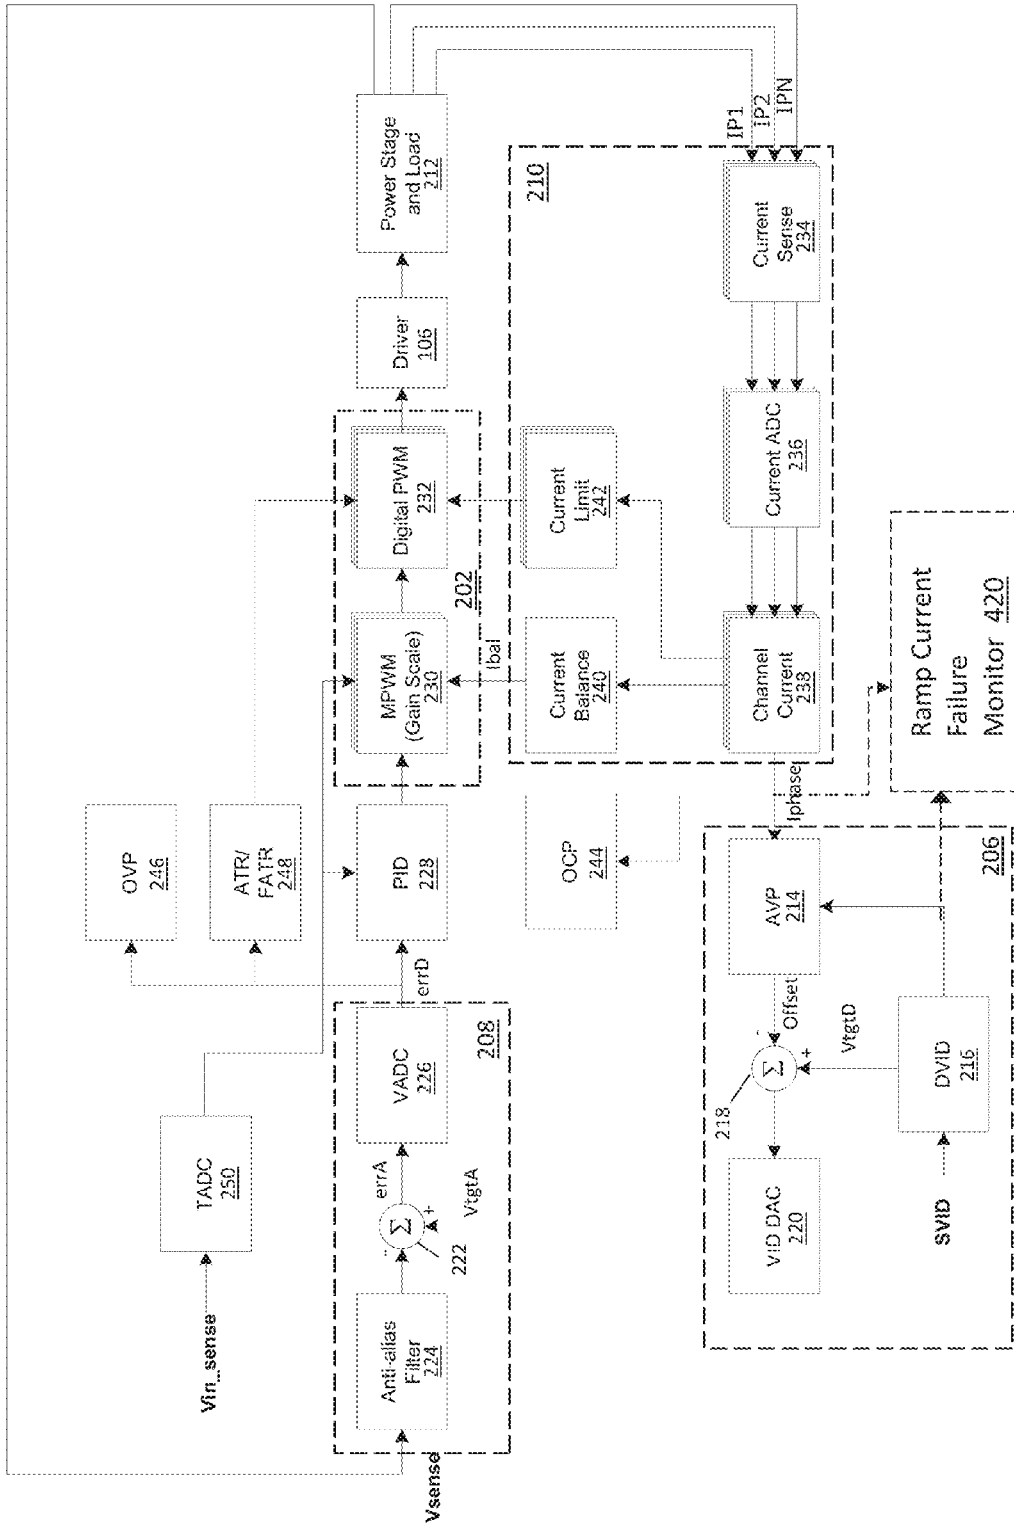 Vin_sense
TADC
250
OVP
246
ATR/
FATR
248
Vsense
Anti-alias
Filter
224
Σ
-
+
222
errA
VtgtA
VADC
226
208
errD
PID
228
MPWM
(Gain Scale)
230
Digital PWM
232
202
Driver
106
Power Stage
and Load
212
Ibal
OCP
244
Current
Balance
240
Current
Limit
242
210
Iphase
Channel
Current
238
Current ADC
236
Current
Sense
234
IP1
IP2
IPN
VID DAC
220
218
Σ
-
+
Offset
VtgtD
AVP
214
206
SVID
DVID
216
Ramp Current
Failure
Monitor 420